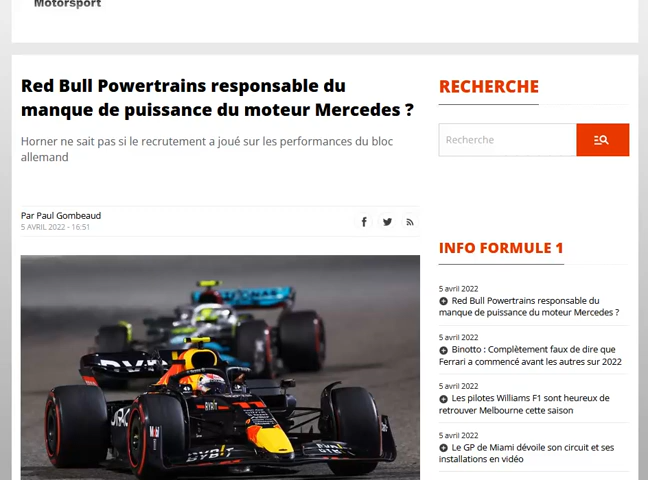 Motorsport
Red Bull Powertrains responsable du
manque de puissance du moteur Mercedes ?
Horner ne sait pas si le recrutement a joué sur les performances du bloc
allemand
Par Paul Gombeaud
5 AVRIL 2022 - 16:51
RECHERCHE
Recherche
INFO FORMULE 1
5 avril 2022
Red Bull Powertrains responsable du
manque de puissance du moteur Mercedes ?
5 avril 2022
Binotto : Complètement faux de dire que
Ferrari a commencé avant les autres sur 2022
5 avril 2022
Les pilotes Williams F1 sont heureux de
retrouver Melbourne cette saison
5 avril 2022
Le GP de Miami dévoile son circuit et ses
installations en vidéo
BYBIT